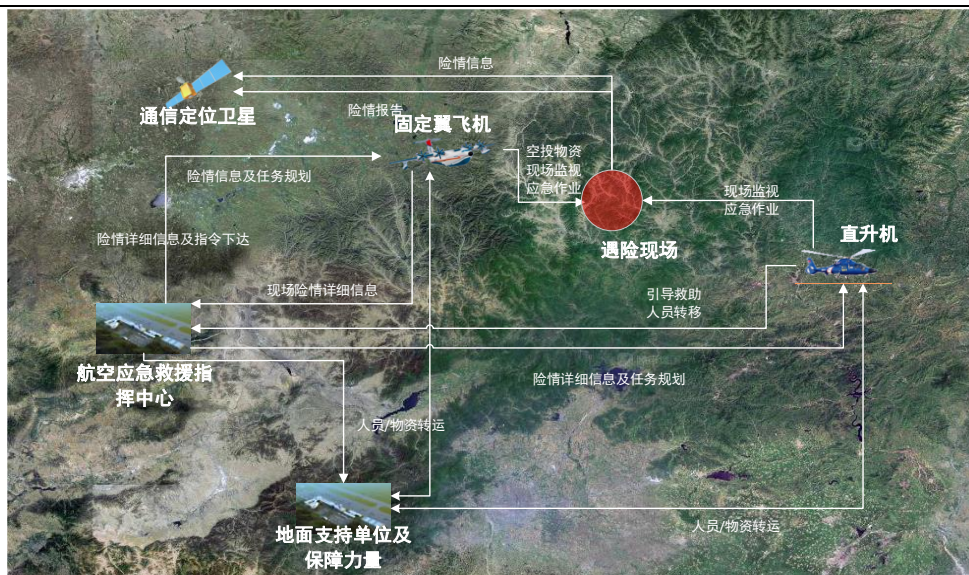 险情信息
通信定位卫星
险情报告
固定翼飞机
空投物资
现场监视
应急作业
险情信息及任务规划
现场监视
应急作业
遇险现场
直升机
险情详细信息及指令下达
现场险情详细信息
引导救助
人员转移
航空应急救援指
挥中心
险情详细信息及任务规划
人员/物资转运
地面支持单位及
保障力量
人员/物资转运